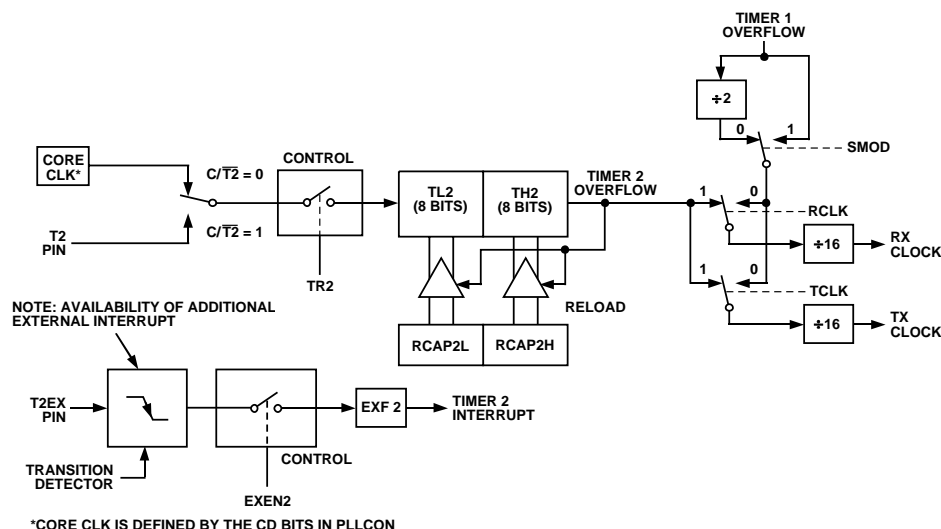 TIMER 1
OVERFLOW
÷2
0
1
SMOD
CORE
CLK*
C/T2̅ = 0
CONTROL
TL2
(8 BITS)
TH2
(8 BITS)
TIMER 2
OVERFLOW
1
0
RCLK
C/T2̅ = 1
T2
PIN
÷16
RX
CLOCK
TR2
1
0
TCLK
RELOAD
÷16
TX
CLOCK
NOTE: AVAILABILITY OF ADDITIONAL
EXTERNAL INTERRUPT
RCAP2L
RCAP2H
T2EX
PIN
EXF 2
TIMER 2
INTERRUPT
CONTROL
TRANSITION
DETECTOR
EXEN2
*CORE CLK IS DEFINED BY THE CD BITS IN PLLCON